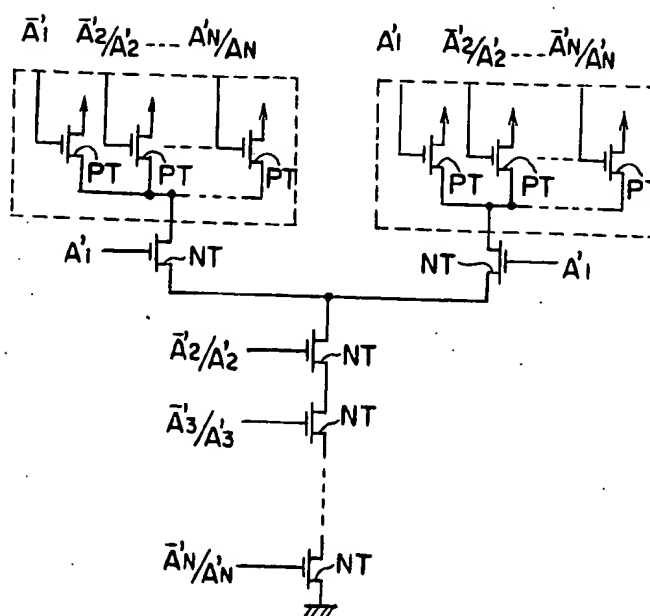 Ā'1 Ā'2/A'2 ---- A'N/AN
A'1 Ā'2/A'2 ---- Ā'N/A'N
PT PT PT
PT PT PT
A'1 NT NT A'1
Ā'2/A'2 NT
Ā'3/A'3 NT
Ā'N/A'N NT